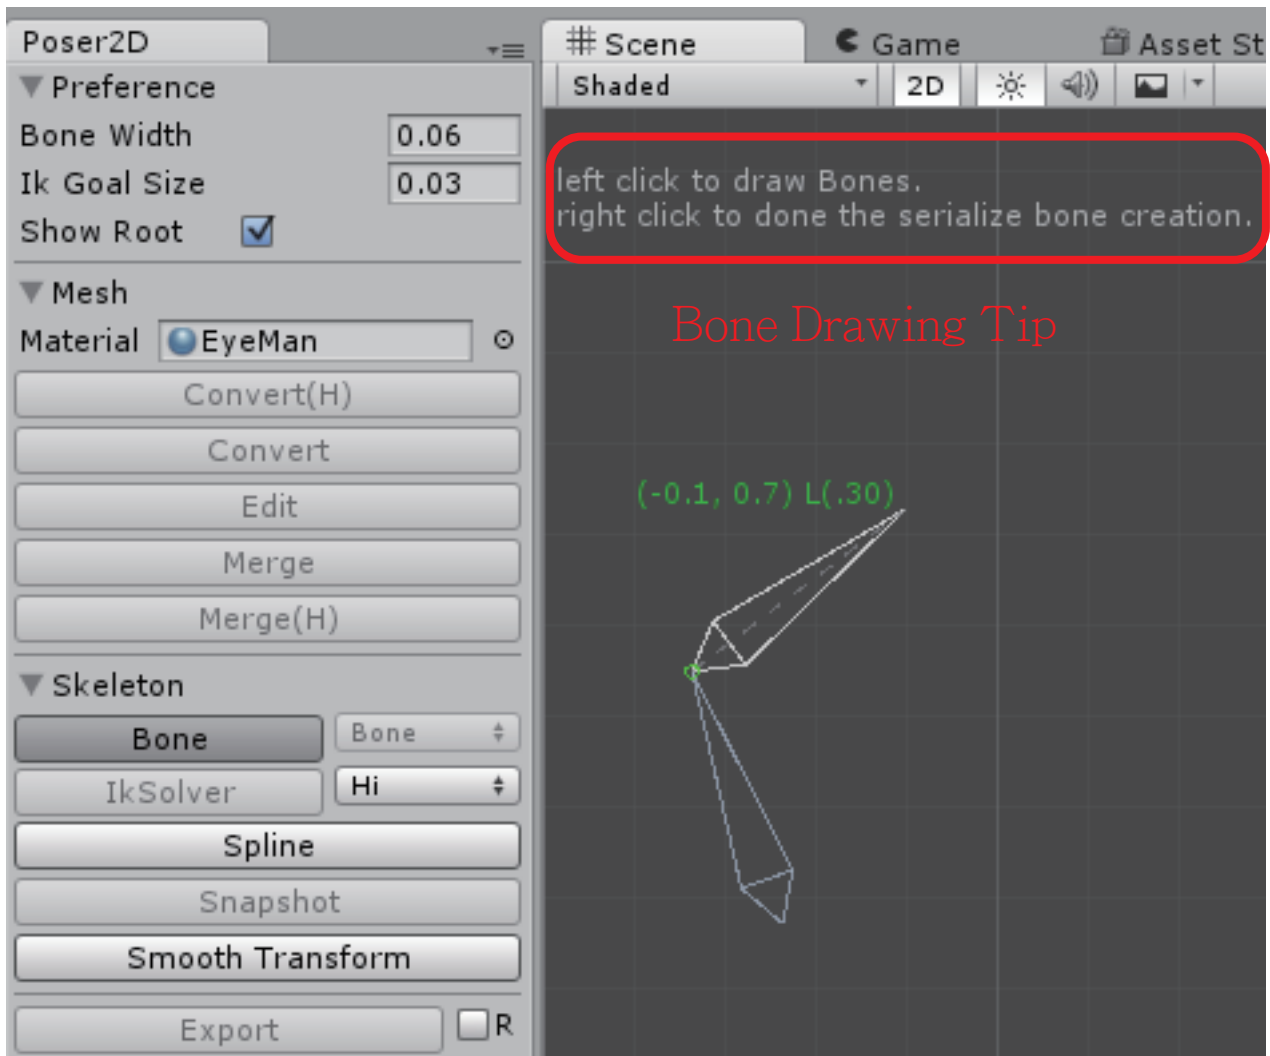 Poser2D
Preference
Bone Width 0.06
Ik Goal Size 0.03
Show Root
Mesh
Material EyeMan
Convert(H)
Convert
Edit
Merge
Merge(H)
Skeleton
Bone Bone
IkSolver Hi
Spline
Snapshot
Smooth Transform
Export R
Scene Game Asset St
Shaded 2D
left click to draw Bones.
right click to done the serialize bone creation.
Bone Drawing Tip
(-0.1, 0.7) L(.30)